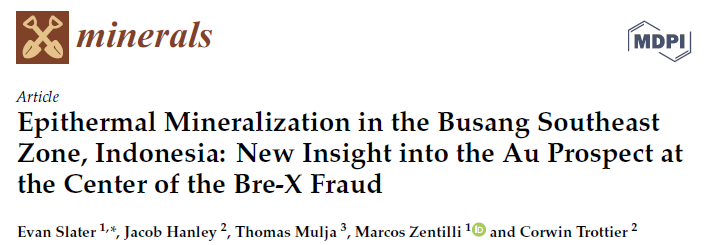 minerals
MDPI
Article
Epithermal Mineralization in the Busang Southeast
Zone, Indonesia: New Insight into the Au Prospect at
the Center of the Bre-X Fraud
Evan Slater 1,*, Jacob Hanley 2, Thomas Mulja 3, Marcos Zentilli 1 iD and Corwin Trottier 2